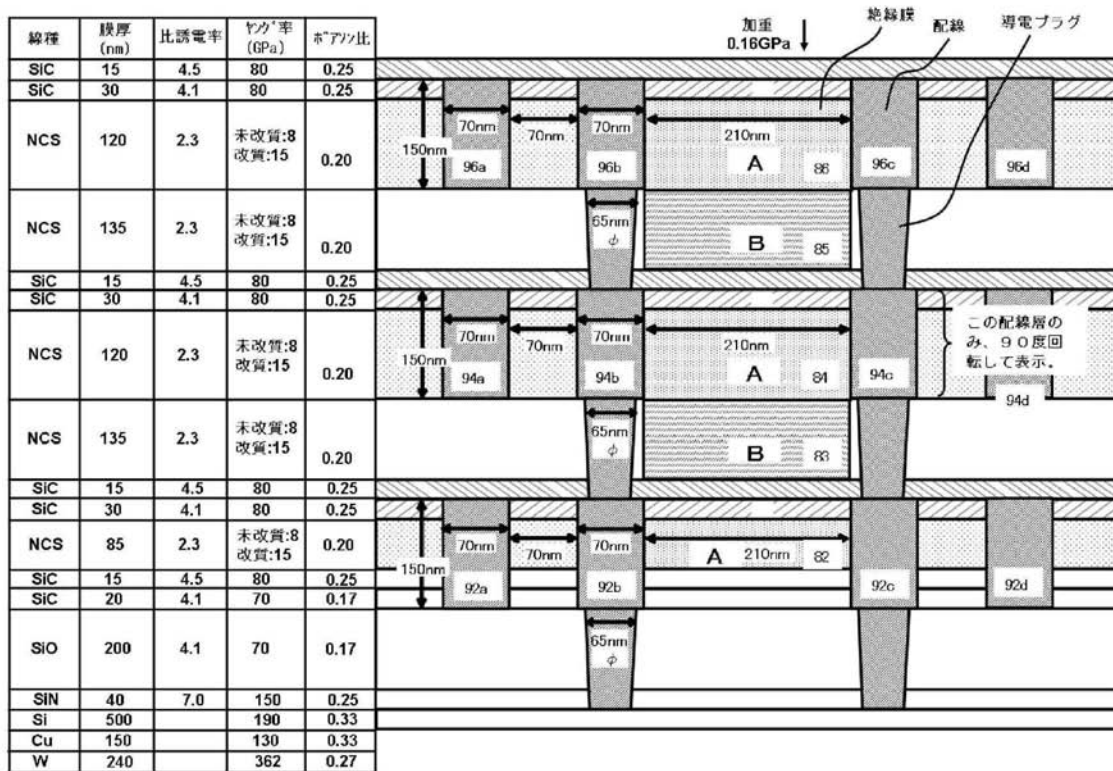 線種 膜厚(nm) 比誘電率 ヤング率(GPa) ポアソン比
SiC 15 4.5 80 0.25
SiC 30 4.1 80 0.25
NCS 120 2.3 未改質:8 改質:15 0.20
NCS 135 2.3 未改質:8 改質:15 0.20
SiC 15 4.5 80 0.25
SiC 30 4.1 80 0.25
NCS 120 2.3 未改質:8 改質:15 0.20
NCS 135 2.3 未改質:8 改質:15 0.20
SiC 15 4.5 80 0.25
SiC 30 4.1 80 0.25
NCS 85 2.3 未改質:8 改質:15 0.20
SiC 15 4.5 80 0.25
SiC 20 4.1 70 0.17
SiO 200 4.1 70 0.17
SiN 40 7.0 150 0.25
Si 500 190 0.33
Cu 150 130 0.33
W 240 362 0.27
加重
0.16GPa
絶縁膜 配線 導電プラグ
70nm 70nm 70nm 210nm
150nm
96a 96b A 86 96c 96d
65nm
φ
B 85
70nm 70nm 70nm 210nm
150nm
94a 94b A 84 94c 94d
この配線層の
み、90度回
転して表示。
65nm
φ
B 83
70nm 70nm 70nm A 210nm 82
150nm
92a 92b 92c 92d
65nm
φ